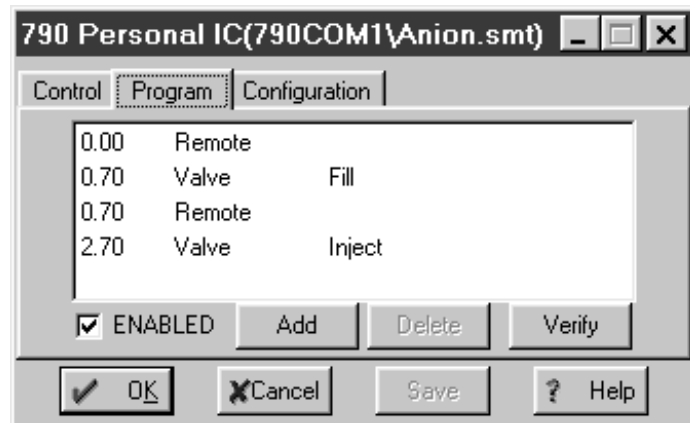 790 Personal IC(790COM1\Anion.smt)
Control Program Configuration
0.00 Remote
0.70 Valve Fill
0.70 Remote
2.70 Valve Inject
ENABLED Add Delete Verify
OK Cancel Save ? Help